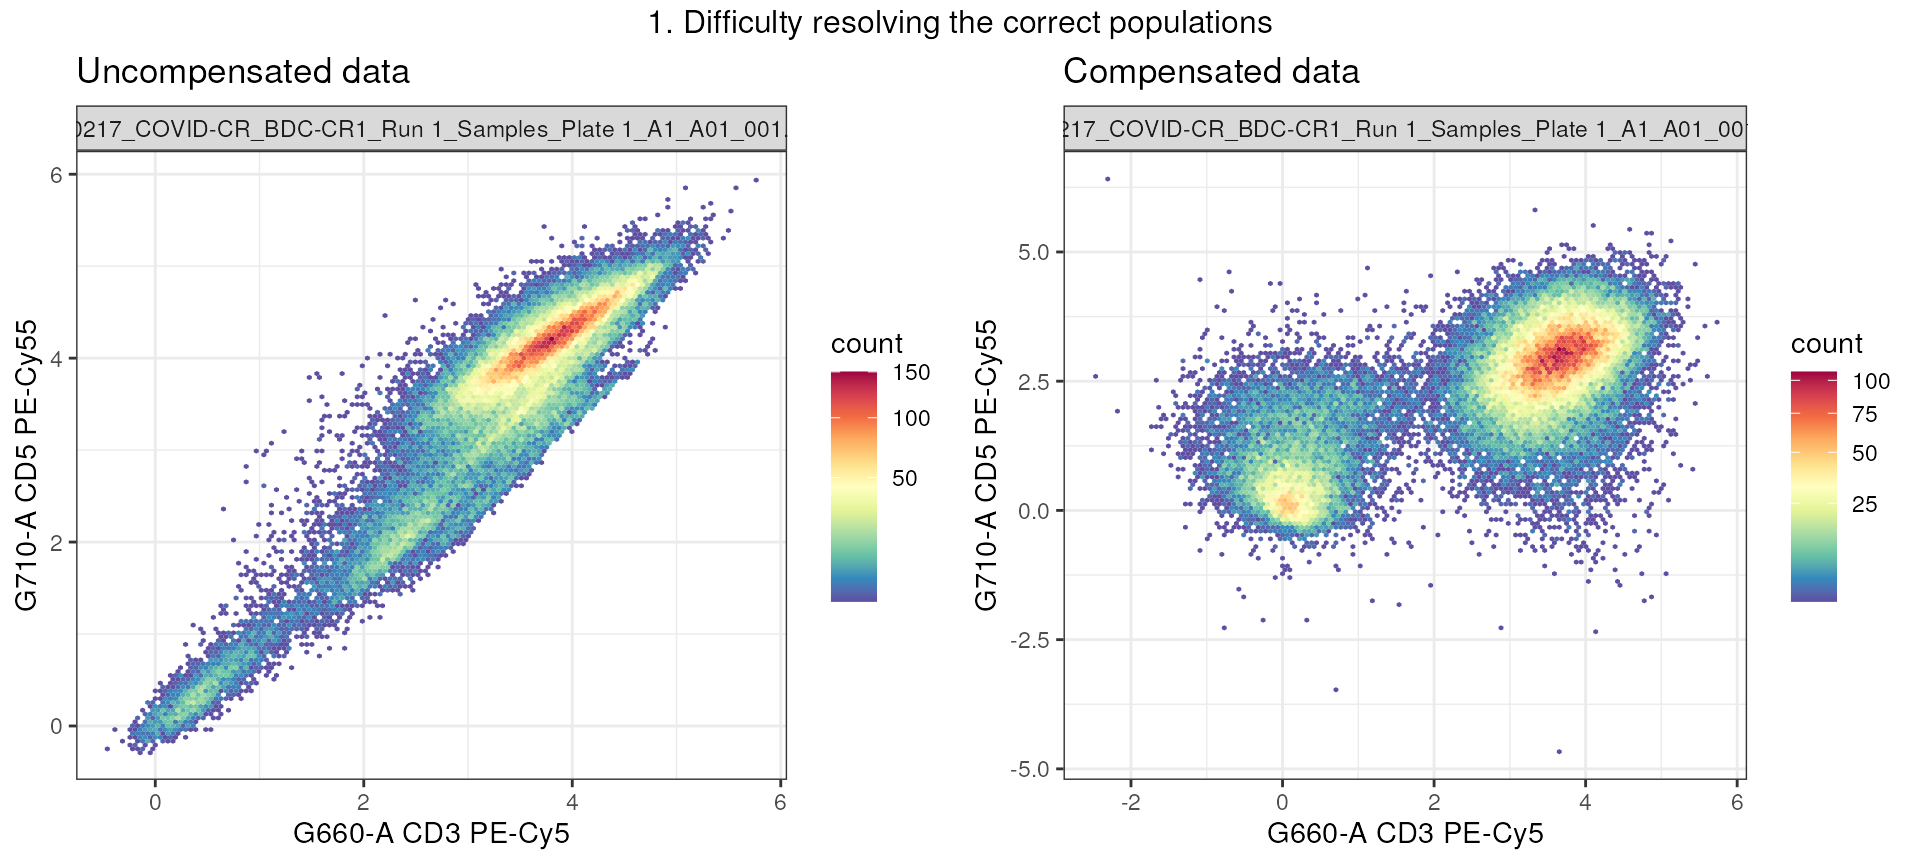 1. Difficulty resolving the correct populations
Uncompensated data
0217_COVID-CR_BDC-CR1_Run 1_Samples_Plate 1_A1_A01_001.
6
4
2
0
0
2
4
6
G710-A CD5 PE-Cy55
G660-A CD3 PE-Cy5
count
150
100
50
Compensated data
217_COVID-CR_BDC-CR1_Run 1_Samples_Plate 1_A1_A01_001
5.0
2.5
0.0
-2.5
-5.0
-2
0
2
4
6
G710-A CD5 PE-Cy55
G660-A CD3 PE-Cy5
count
100
75
50
25